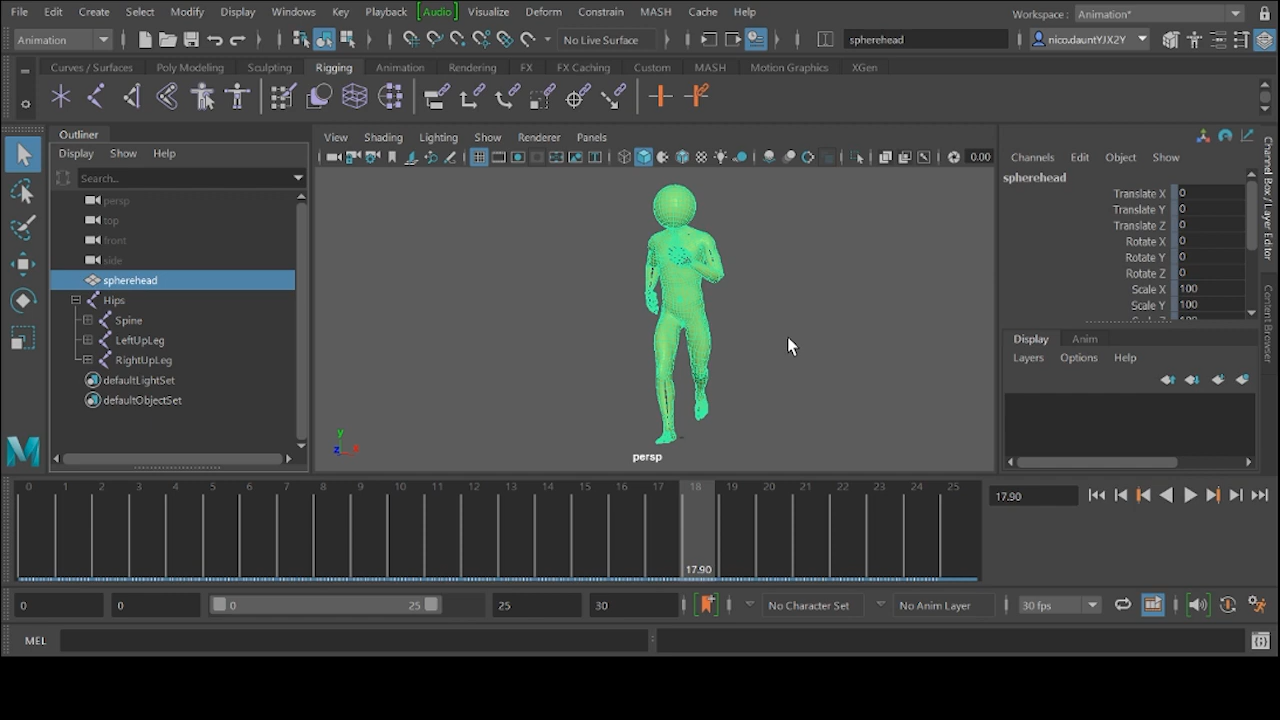 File Edit Create Select Modify Display Windows Key Playback [Audio] Visualize Deform Constrain MASH Cache Help Workspace : Animation*
Animation No Live Surface spherehead nico.dauntYJX2Y
Curves / Surfaces Poly Modeling Sculpting Rigging Animation Rendering FX FX Caching Custom MASH Motion Graphics XGen
Outliner
Display Show Help
Search...
persp
top
front
side
spherehead
Hips
Spine
LeftUpLeg
RightUpLeg
defaultLightSet
defaultObjectSet
View Shading Lighting Show Renderer Panels
0.00
y
z x
persp
Channels Edit Object Show
spherehead
Translate X 0
Translate Y 0
Translate Z 0
Rotate X 0
Rotate Y 0
Rotate Z 0
Scale X 100
Scale Y 100
Display Anim
Layers Options Help
Channel Box / Layer Editor
Content Browser
0 1 2 3 4 5 6 7 8 9 10 11 12 13 14 15 16 17 18 19 20 21 22 23 24 25
17.90
17.90
0 0 0 25 25 30 No Character Set No Anim Layer 30 fps
MEL